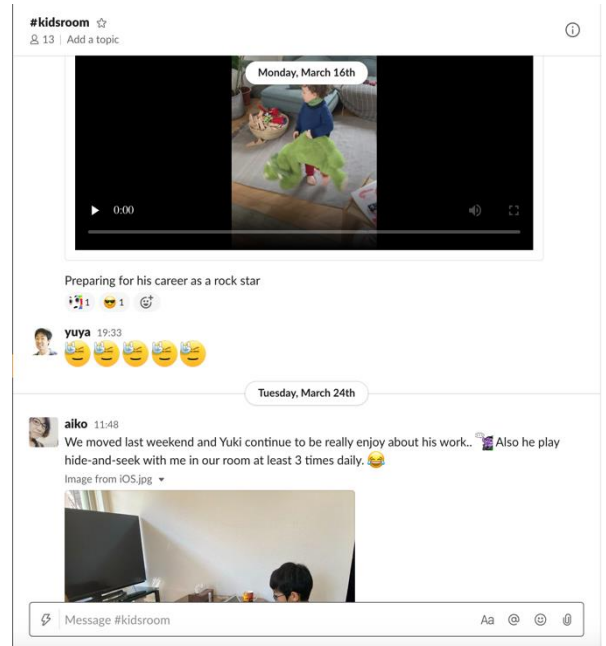 #kidsroom
13 | Add a topic
Monday, March 16th
0:00
Preparing for his career as a rock star
1 1
yuya 19:33
Tuesday, March 24th
aiko 11:48
We moved last weekend and Yuki continue to be really enjoy about his work.. Also he play
hide-and-seek with me in our room at least 3 times daily.
Image from iOS.jpg
Message #kidsroom
Aa @